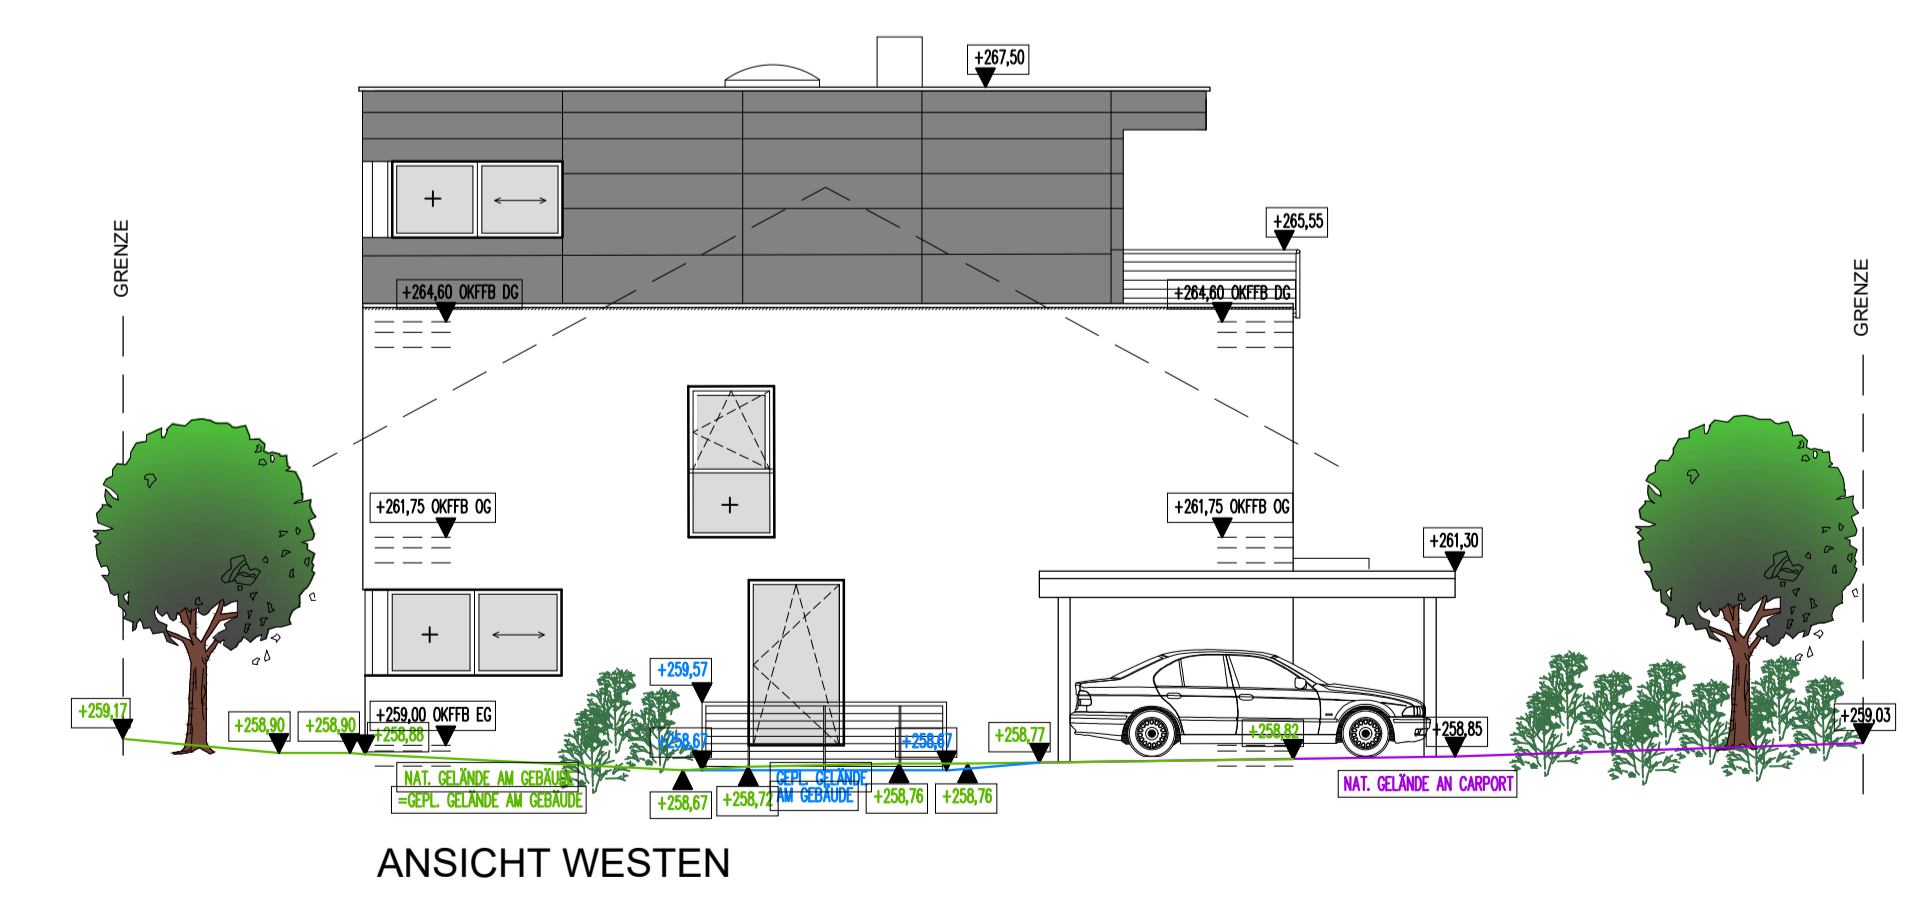 +267,50
+265,55
GRENZE
GRENZE
+264,60 OKFFB DG
+264,60 OKFFB DG
+261,75 OKFFB OG
+261,75 OKFFB OG
+261,30
+259,57
+259,17
+258,90
+258,90
+259,00 OKFFB EG
+258,88
+258,67
+258,67
+258,77
+258,82
+258,85
+259,03
NAT. GELÄNDE AM GEBÄUDE
=GEPL. GELÄNDE AM GEBÄUDE
+258,67
+258,72
GEPL. GELÄNDE
AM GEBÄUDE
+258,76
+258,76
NAT. GELÄNDE AN CARPORT
ANSICHT WESTEN